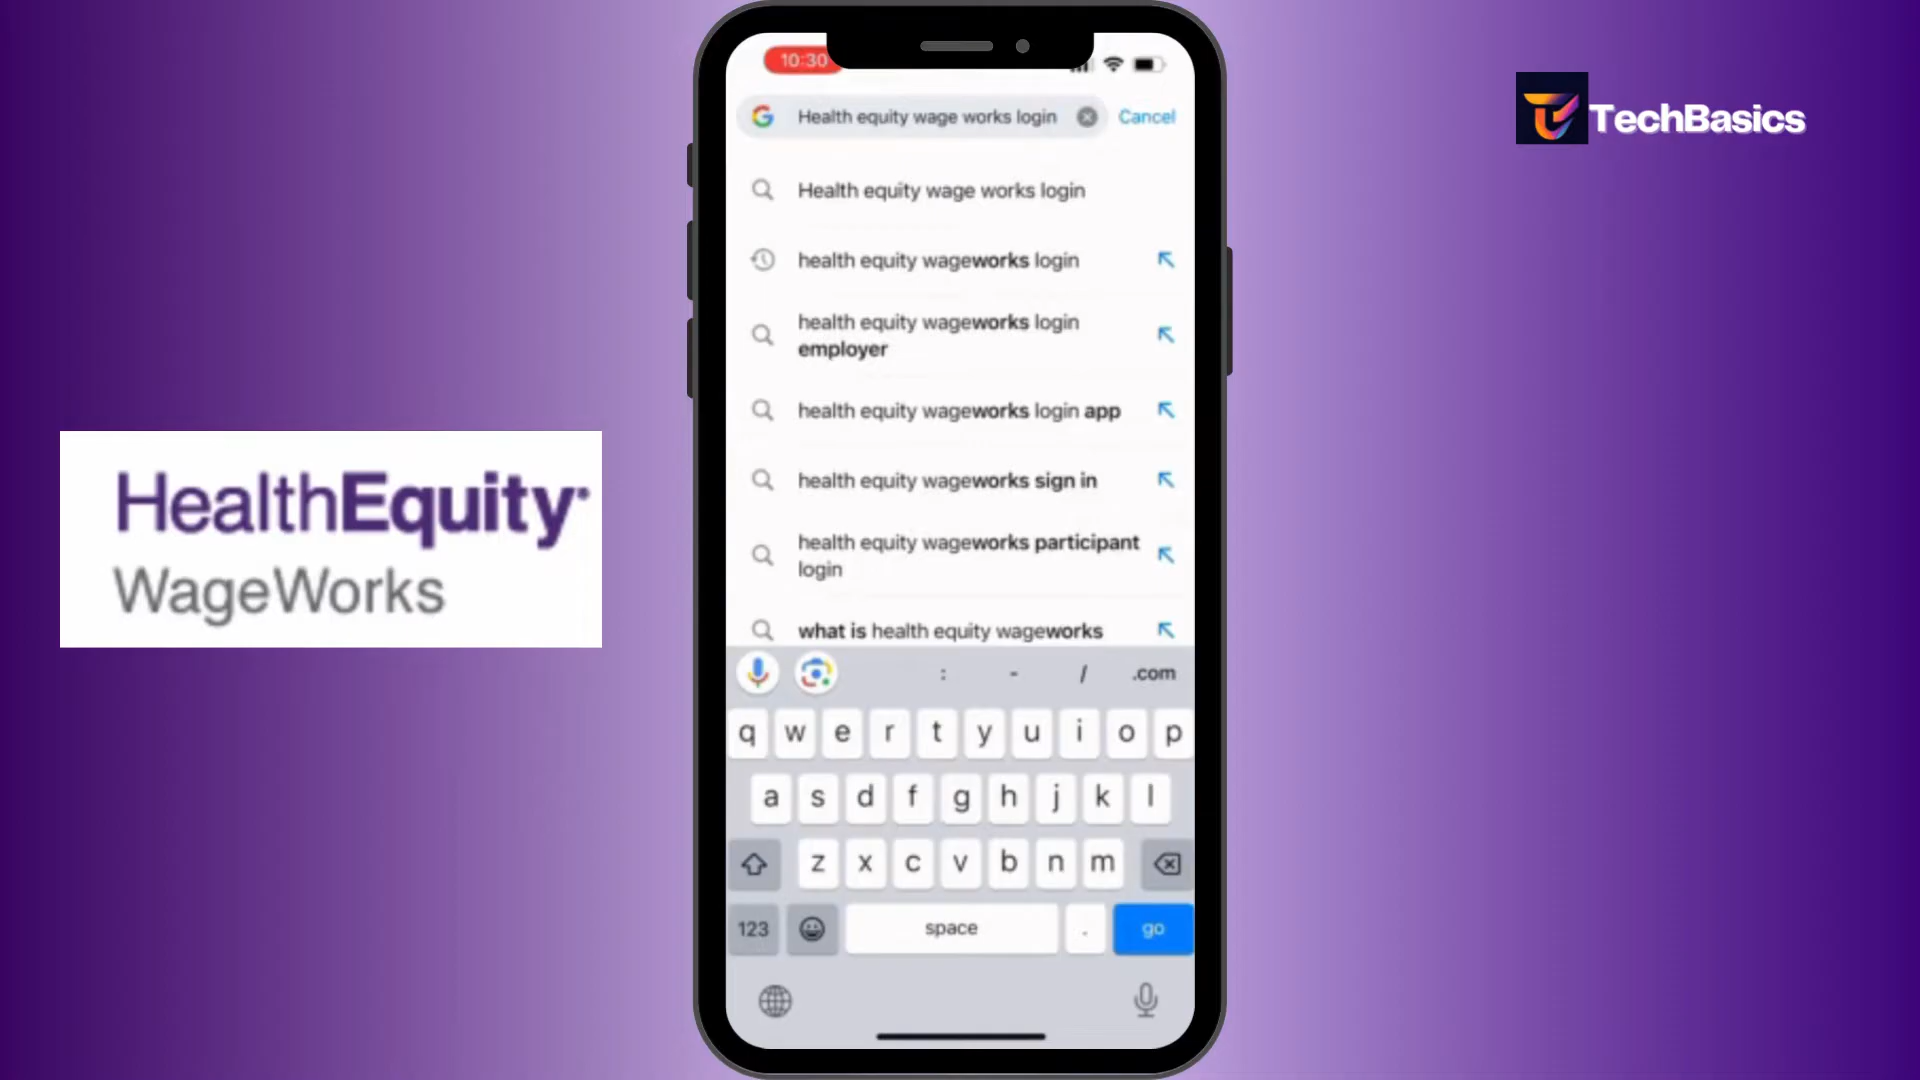 10:30
Health equity wage works login
Cancel
Health equity wage works login
health equity wageworks login
health equity wageworks login
employer
health equity wageworks login app
health equity wageworks sign in
health equity wageworks participant
login
what is health equity wageworks
: - / .com
q w e r t y u i o p
a s d f g h j k l
z x c v b n m
123 space . go
HealthEquity
WageWorks
TechBasics